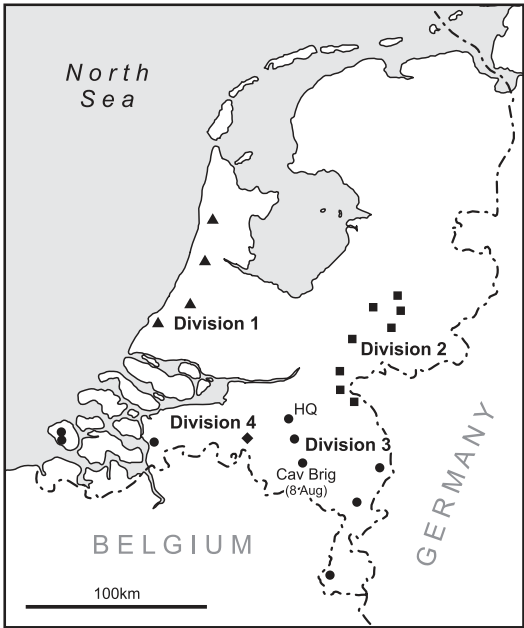 North
Sea
Division 1
Division 2
HQ
Division 4
Division 3
Cav Brig
(8 Aug)
GERMANY
BELGIUM
100km